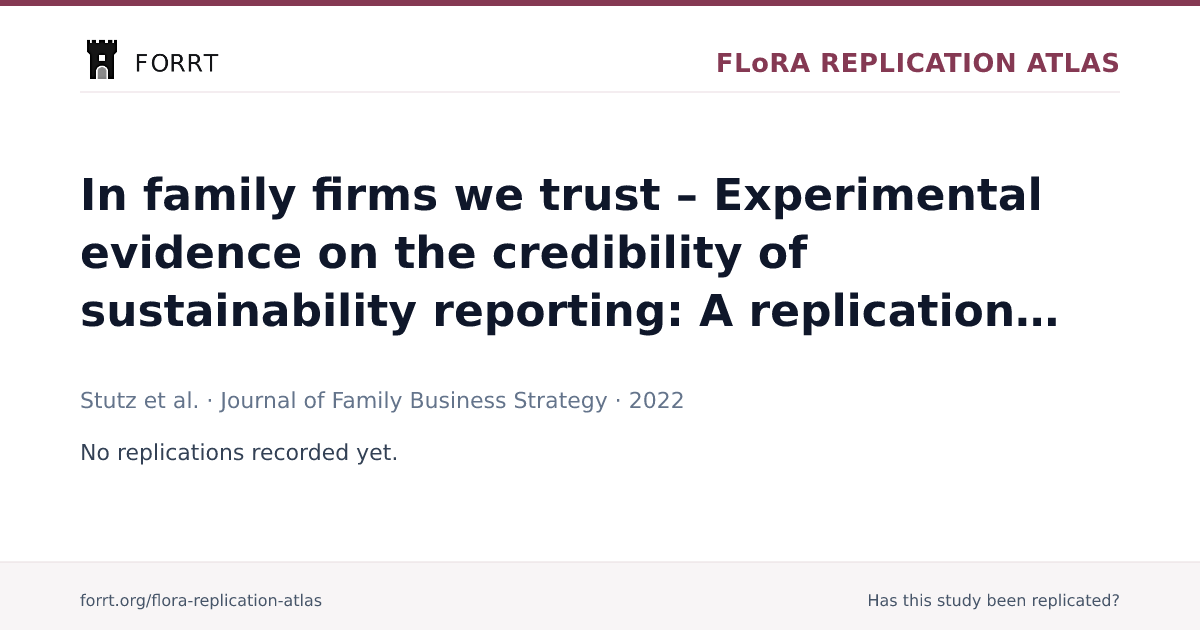 FORRT
FLoRA REPLICATION ATLAS
In family firms we trust – Experimental
evidence on the credibility of
sustainability reporting: A replication…
Stutz et al. · Journal of Family Business Strategy · 2022
No replications recorded yet.
forrt.org/flora-replication-atlas
Has this study been replicated?